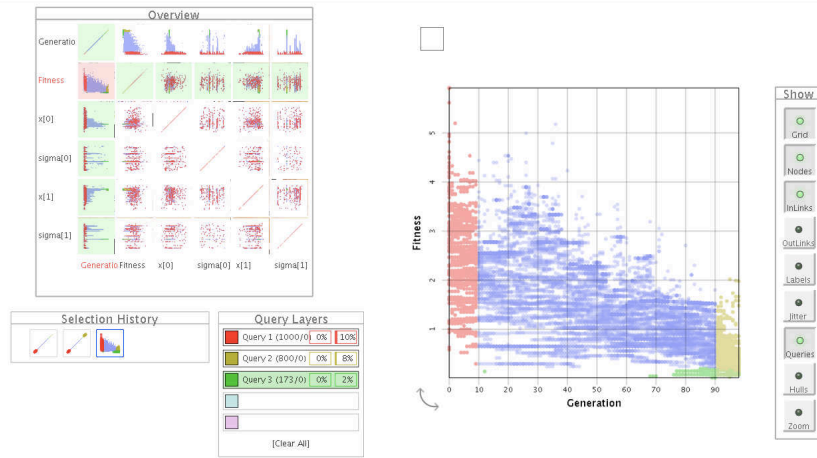 Overview
Generatio
Fitness
x[0]
sigma[0]
x[1]
sigma[1]
Generatio Fitness x[0] sigma[0] x[1] sigma[1]
Selection History
Query Layers
Query 1 (1000/0) 0% 10%
Query 2 (800/0) 0% 8%
Query 3 (173/0) 0% 2%
[Clear All]
Fitness
5
4
3
2
1
0 10 20 30 40 50 60 70 80 90
Generation
Show
Grid
Nodes
InLinks
OutLinks
Labels
Jitter
Queries
Hulls
Zoom